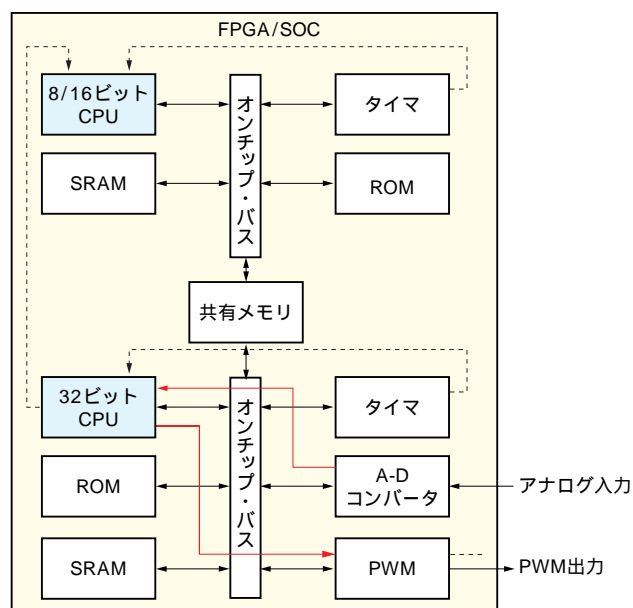 FPGA/SOC
8/16ビット
CPU
オンチップ・バス
タイマ
SRAM
ROM
共有メモリ
32ビット
CPU
オンチップ・バス
タイマ
ROM
A-D
コンバータ
アナログ入力
SRAM
PWM
PWM出力